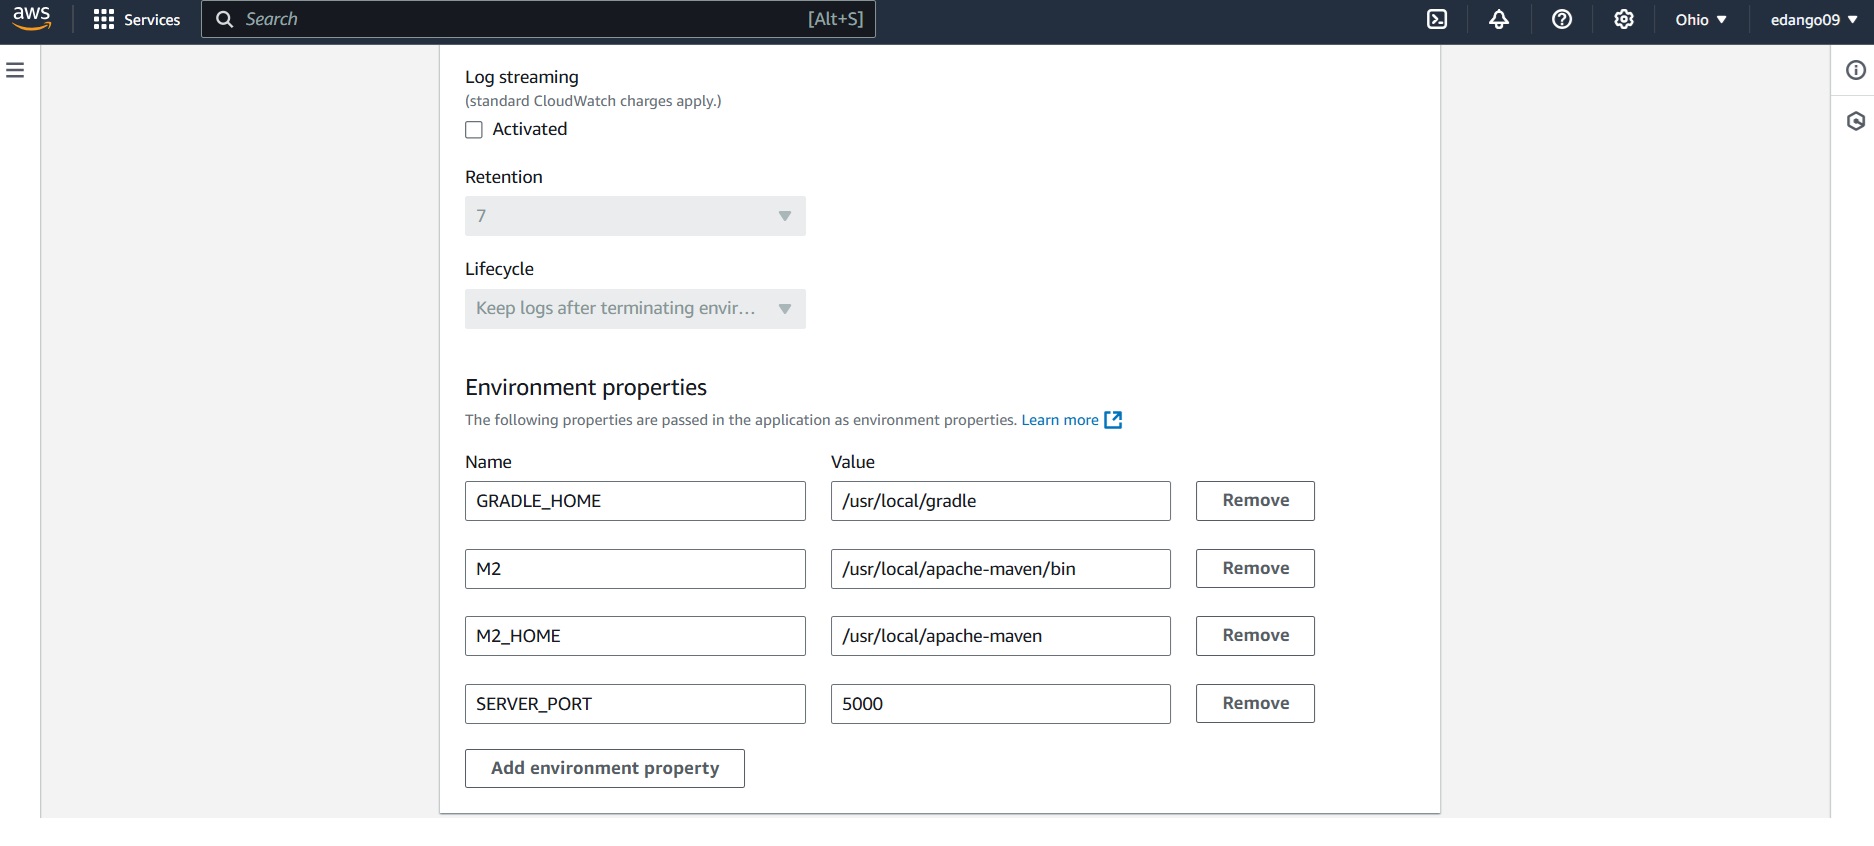 aws Services Search [Alt+S] Ohio edango09
Log streaming
(standard CloudWatch charges apply.)
Activated
Retention
7
Lifecycle
Keep logs after terminating envir...
Environment properties
The following properties are passed in the application as environment properties. Learn more
Name Value
GRADLE_HOME /usr/local/gradle Remove
M2 /usr/local/apache-maven/bin Remove
M2_HOME /usr/local/apache-maven Remove
SERVER_PORT 5000 Remove
Add environment property